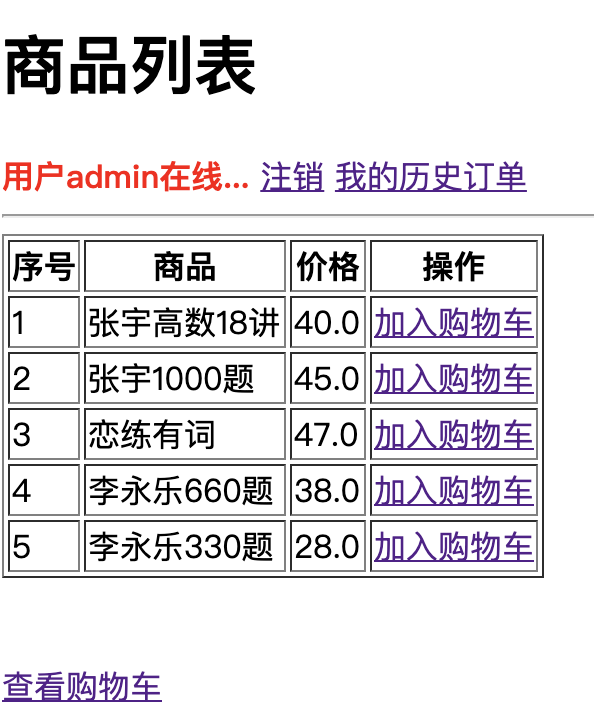 商品列表
用户admin在线... 注销 我的历史订单
序号 商品 价格 操作
1 张宇高数18讲 40.0 加入购物车
2 张宇1000题 45.0 加入购物车
3 恋练有词 47.0 加入购物车
4 李永乐660题 38.0 加入购物车
5 李永乐330题 28.0 加入购物车
查看购物车